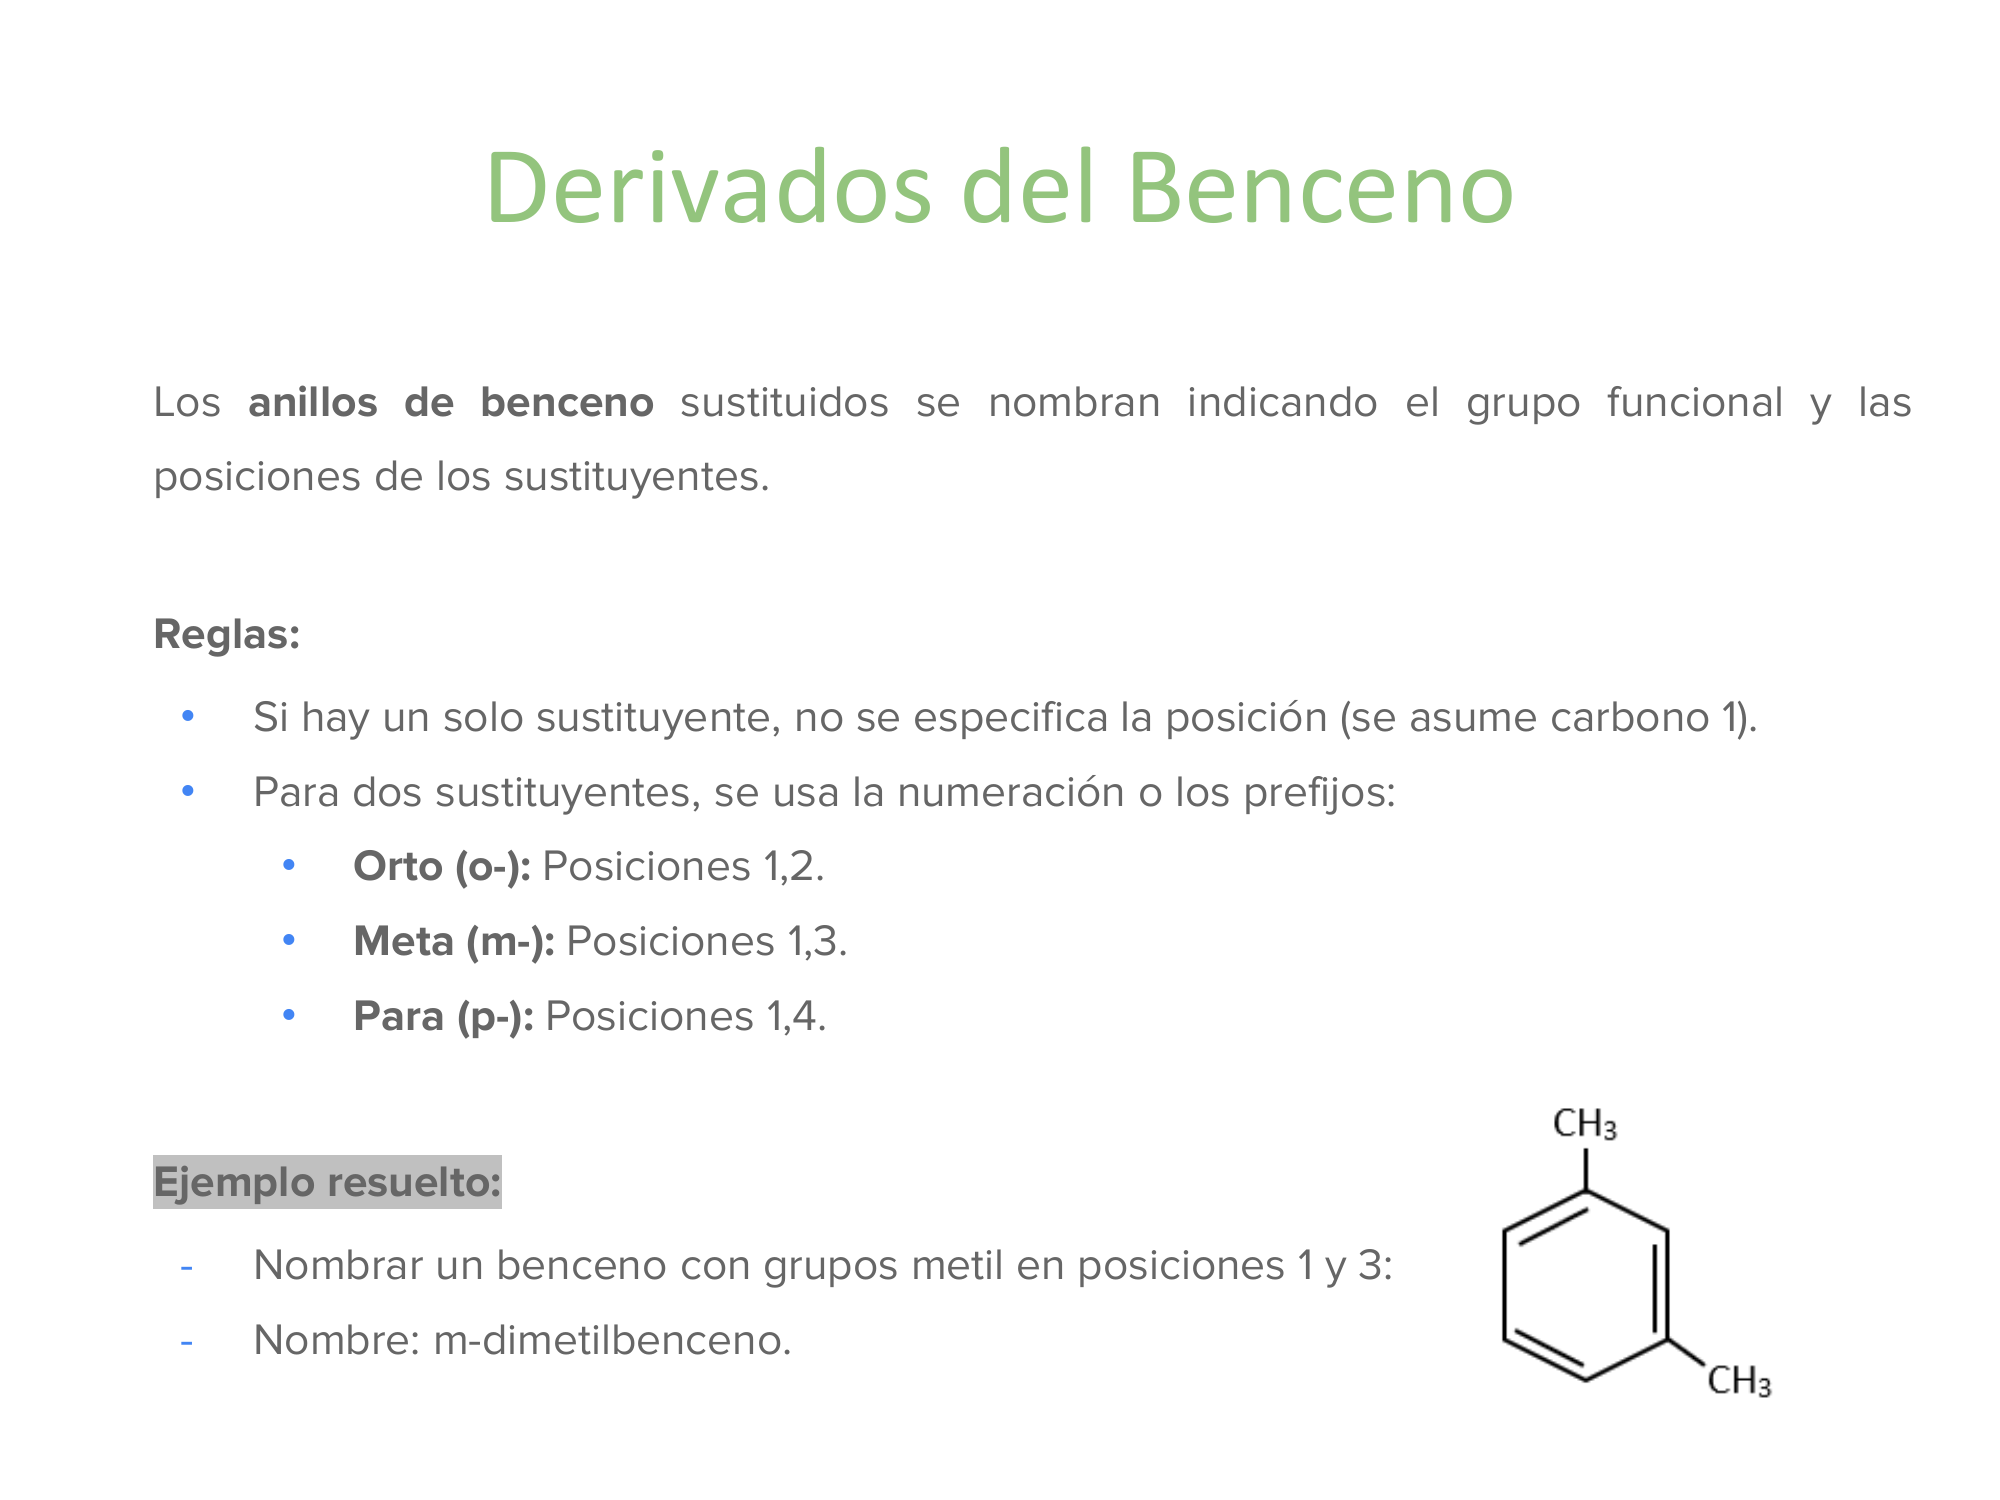 Derivados del Benceno
Los anillos de benceno sustituidos se nombran indicando el grupo funcional y las
posiciones de los sustituyentes.
Reglas:
• Si hay un solo sustituyente, no se especifica la posición (se asume carbono 1).
• Para dos sustituyentes, se usa la numeración o los prefijos:
• Orto (o-): Posiciones 1,2.
• Meta (m-): Posiciones 1,3.
• Para (p-): Posiciones 1,4.
CH₃
Ejemplo resuelto:
- Nombrar un benceno con grupos metil en posiciones 1 y 3:
- Nombre: m-dimetilbenceno.
CH₃